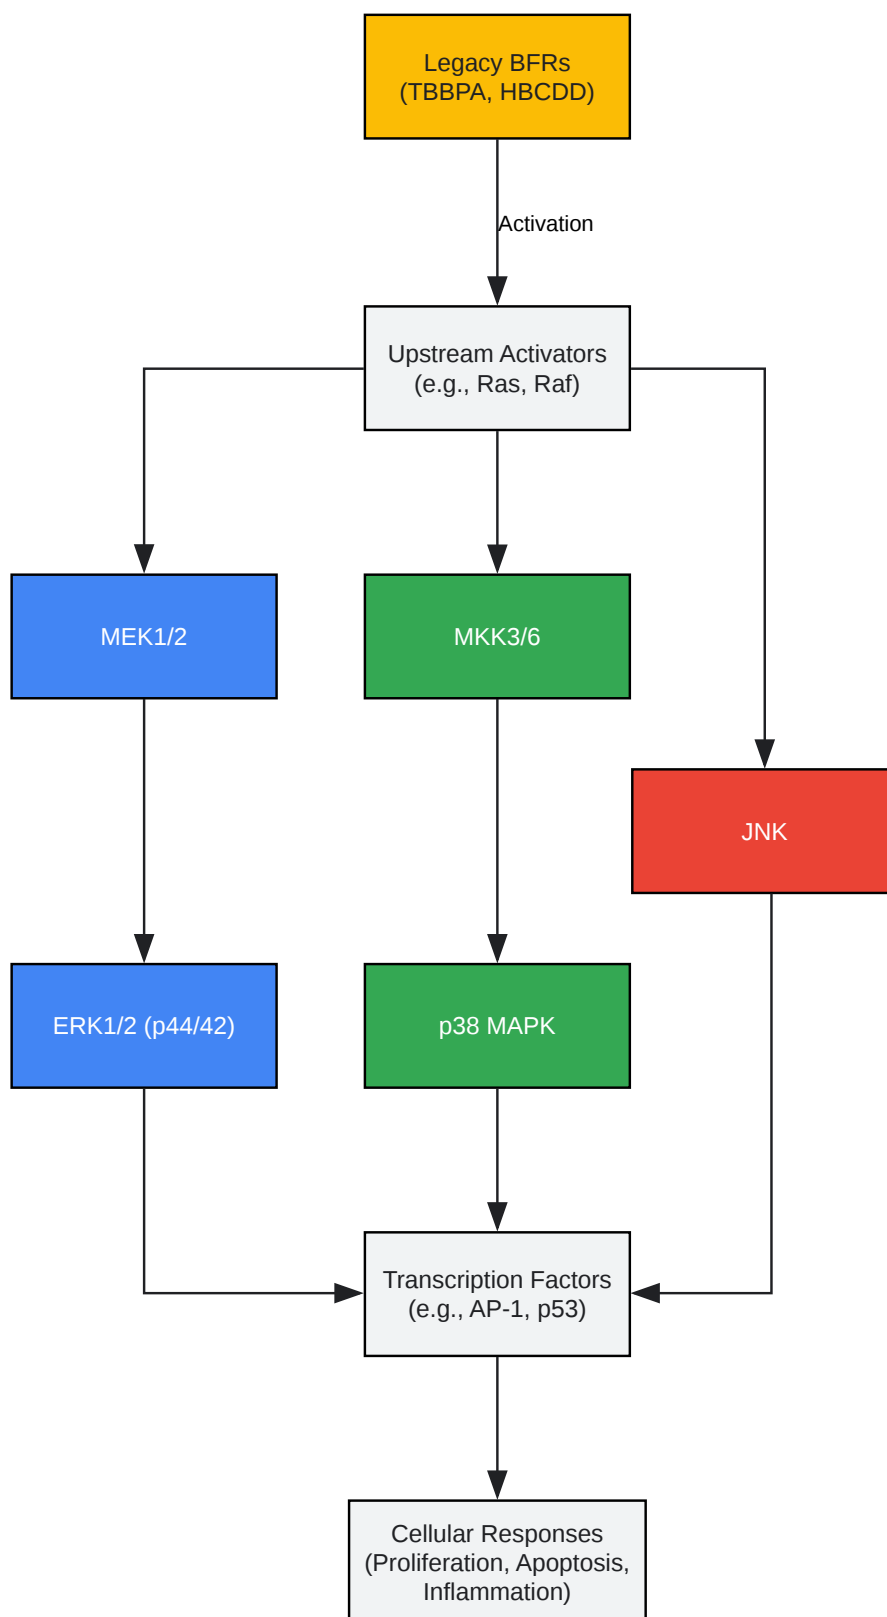 Legacy BFRs
(TBBPA, HBCDD)
Activation
Upstream Activators
(e.g., Ras, Raf)
MEK1/2
MKK3/6
JNK
ERK1/2 (p44/42)
p38 MAPK
Transcription Factors
(e.g., AP-1, p53)
Cellular Responses
(Proliferation, Apoptosis,
Inflammation)